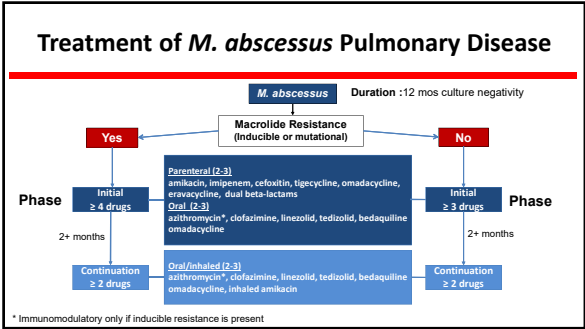 Treatment of M. abscessus Pulmonary Disease
M. abscessus
Duration :12 mos culture negativity
Macrolide Resistance
(Inducible or mutational)
Yes
No
Parenteral (2-3)
amikacin, imipenem, cefoxitin, tigecycline, omadacycline,
eravacycline, dual beta-lactams
Oral (2-3)
azithromycin*, clofazimine, linezolid, tedizolid, bedaquiline
omadacycline
Phase
Initial
≥ 4 drugs
Initial
≥ 3 drugs
Phase
2+ months
2+ months
Oral/inhaled (2-3)
azithromycin*, clofazimine, linezolid, tedizolid, bedaquiline
omadacycline, inhaled amikacin
Continuation
≥ 2 drugs
Continuation
≥ 2 drugs
* Immunomodulatory only if inducible resistance is present